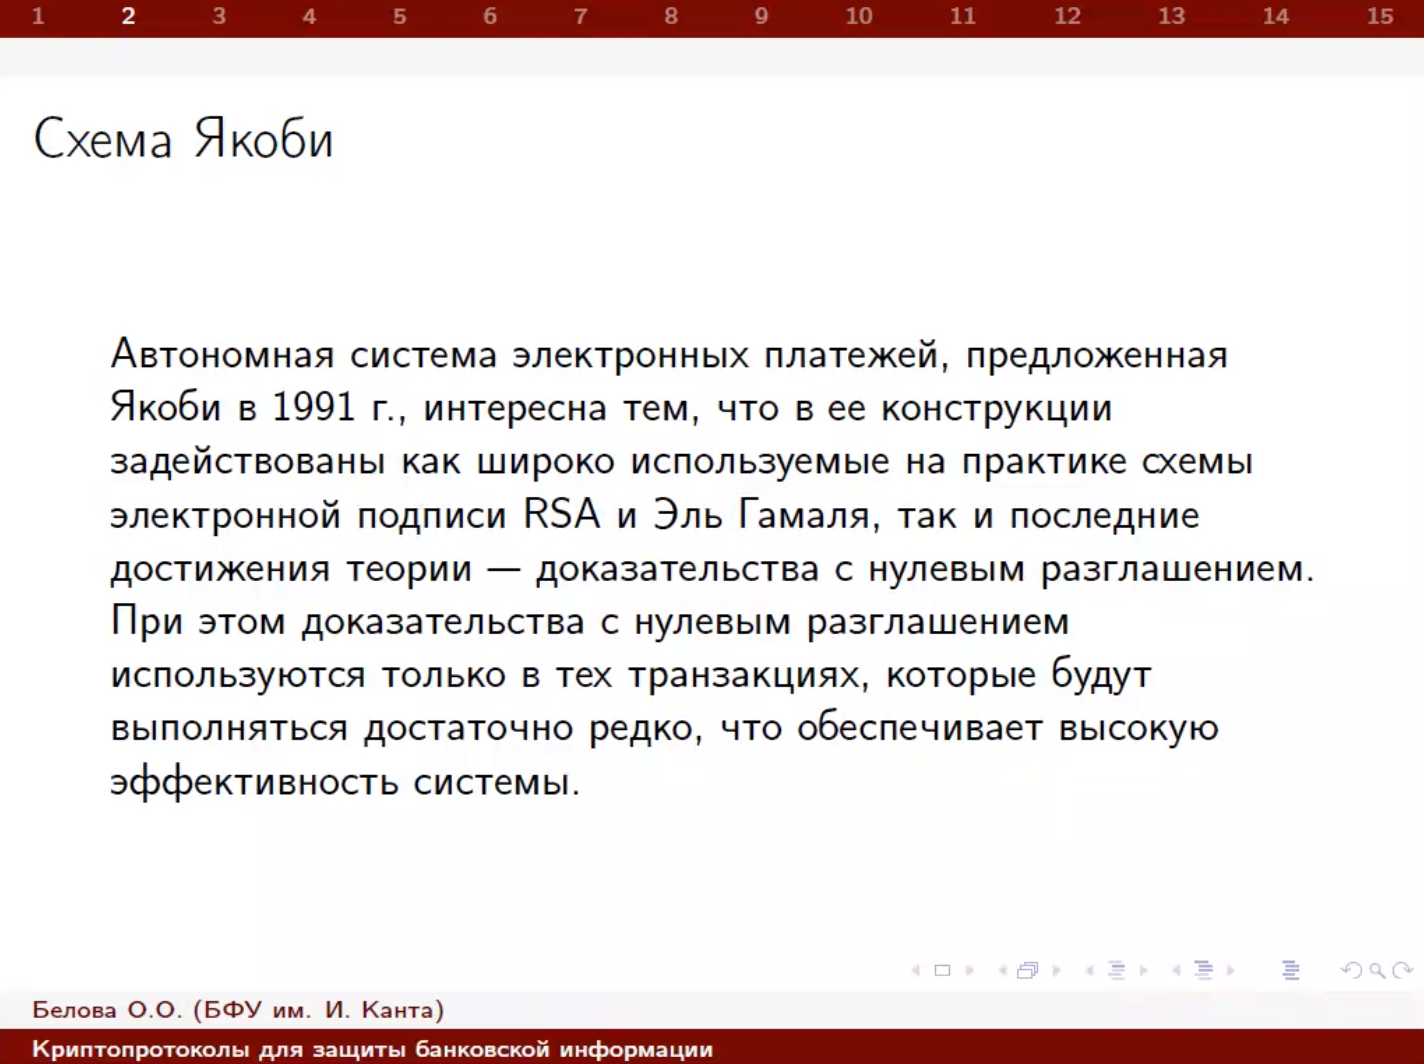 1 2 3 4 5 6 7 8 9 10 11 12 13 14 15
Схема Якоби
Автономная система электронных платежей, предложенная
Якоби в 1991 г., интересна тем, что в ее конструкции
задействованы как широко используемые на практике схемы
электронной подписи RSA и Эль Гамаля, так и последние
достижения теории — доказательства с нулевым разглашением.
При этом доказательства с нулевым разглашением
используются только в тех транзакциях, которые будут
выполняться достаточно редко, что обеспечивает высокую
эффективность системы.
Белова О.О. (БФУ им. И. Канта)
Криптопротоколы для защиты банковской информации